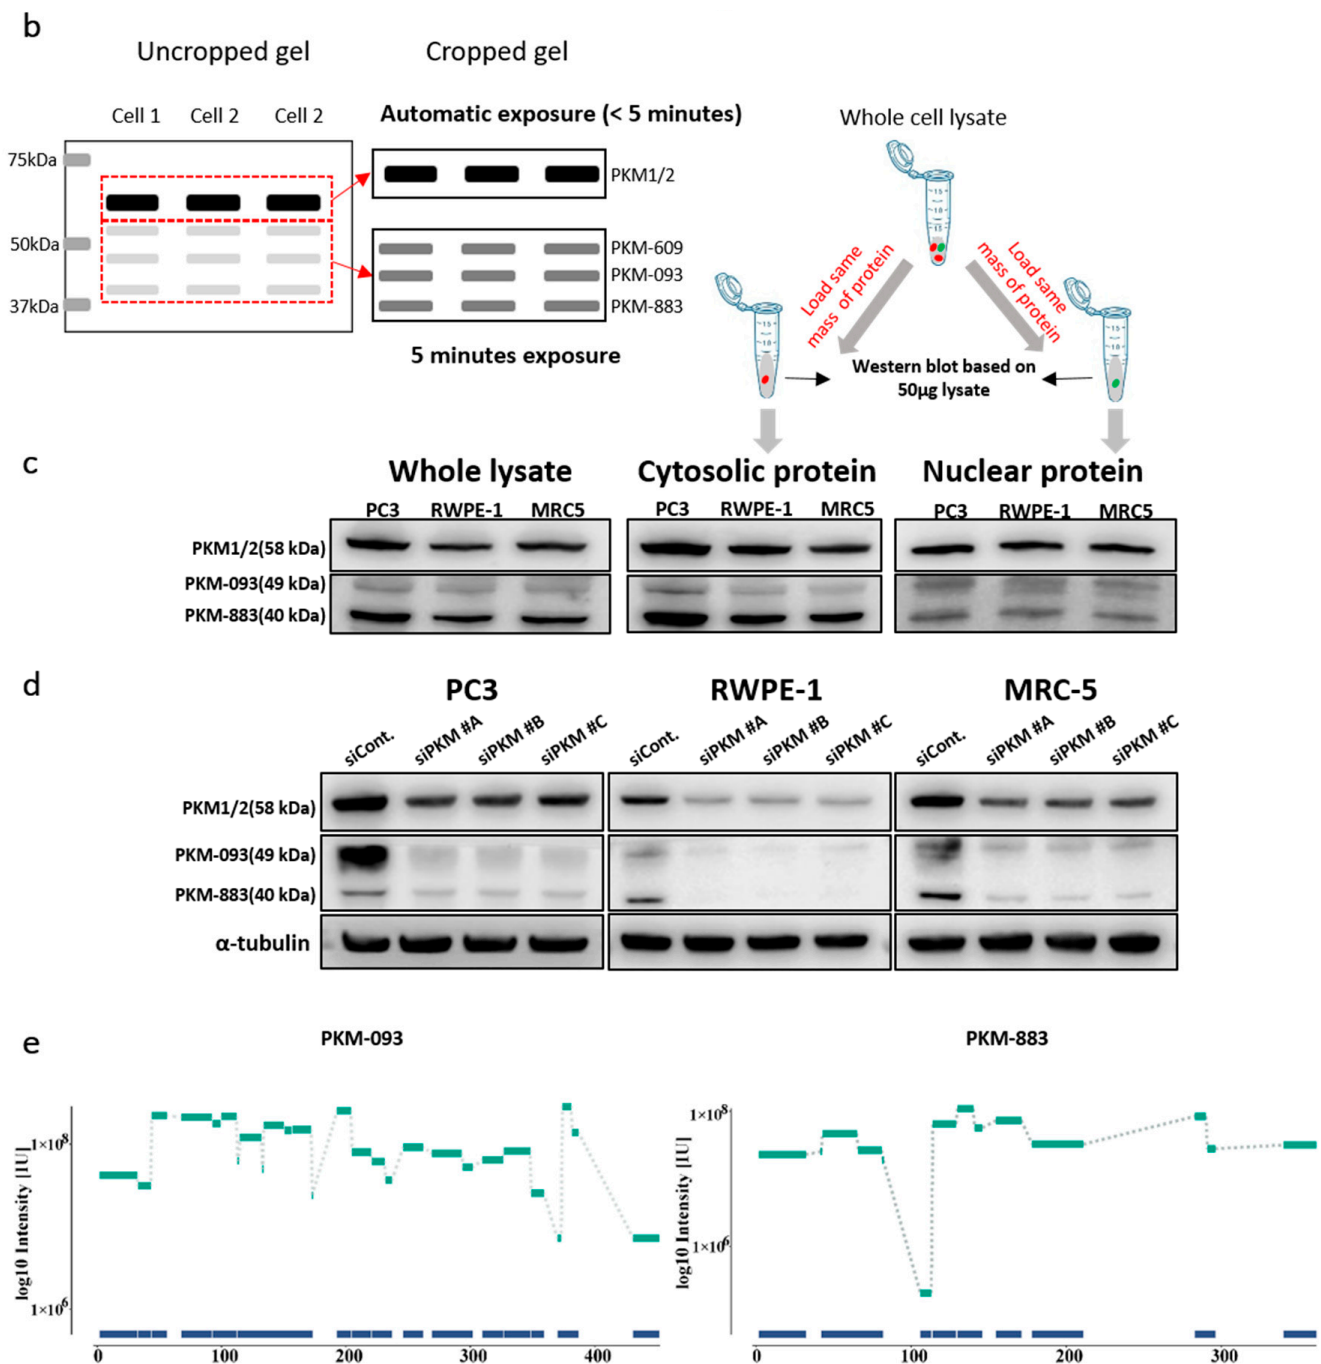 b
Uncropped gel
Cropped gel
Cell 1 Cell 2 Cell 2
Automatic exposure (< 5 minutes)
Whole cell lysate
75kDa
50kDa
37kDa
PKM1/2
PKM-609
PKM-093
PKM-883
5 minutes exposure
15
18
Load same
mass of protein
Load same
mass of protein
15
18
15
18
Western blot based on
50µg lysate
c
Whole lysate
Cytosolic protein
Nuclear protein
PC3 RWPE-1 MRC5
PC3 RWPE-1 MRC5
PC3 RWPE-1 MRC5
PKM1/2(58 kDa)
PKM-093(49 kDa)
PKM-883(40 kDa)
d
PC3
RWPE-1
MRC-5
siCont. siPKM #A siPKM #B siPKM #C
siCont. siPKM #A siPKM #B siPKM #C
siCont. siPKM #A siPKM #B siPKM #C
PKM1/2(58 kDa)
PKM-093(49 kDa)
PKM-883(40 kDa)
α-tubulin
e
PKM-093
log10 Intensity [IU]
1×10⁸
1×10⁶
0 100 200 300 400
PKM-883
log10 Intensity [IU]
1×10⁸
1×10⁶
0 100 200 300